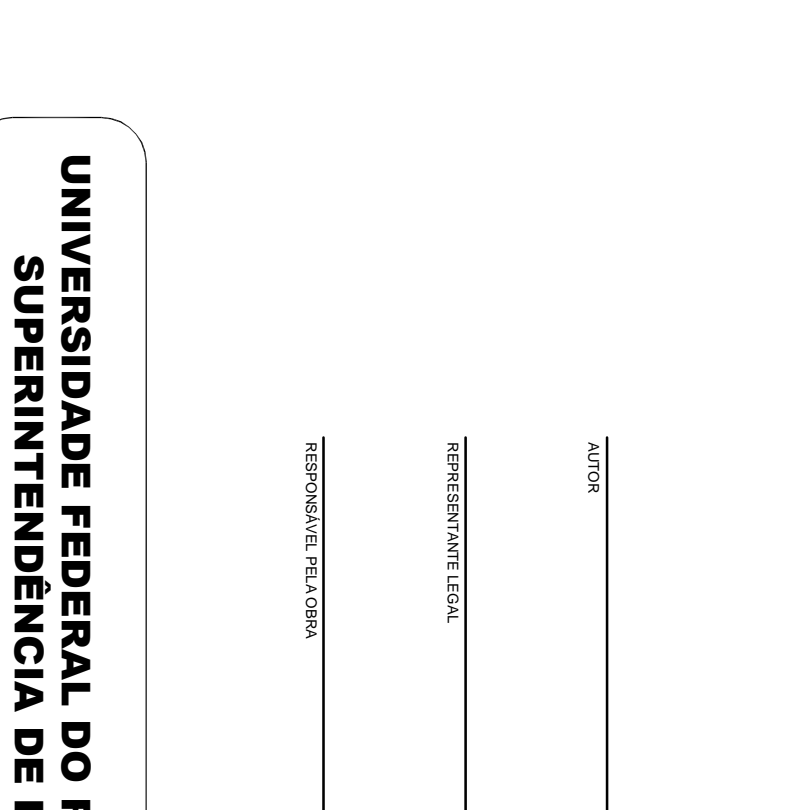 AUTOR
REPRESENTANTE LEGAL
RESPONSÁVEL PELA OBRA
UNIVERSIDADE FEDERAL DO
SUPERINTENDÊNCIA DE